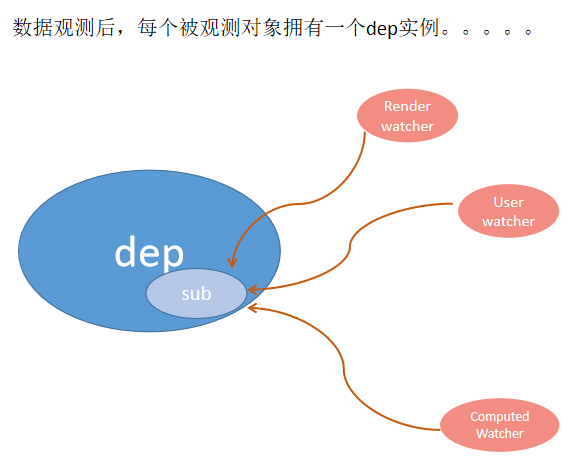 数据观测后，每个被观测对象拥有一个dep实例。。。。。
Render
watcher
User
watcher
dep
sub
Computed
Watcher